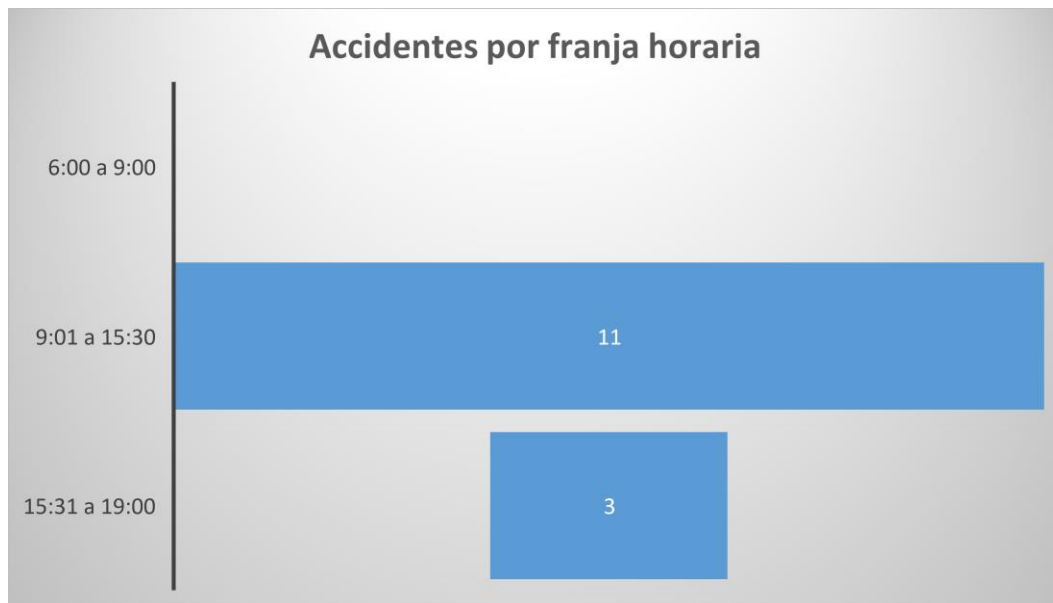 Accidentes por franja horaria
6:00 a 9:00
9:01 a 15:30
11
15:31 a 19:00
3